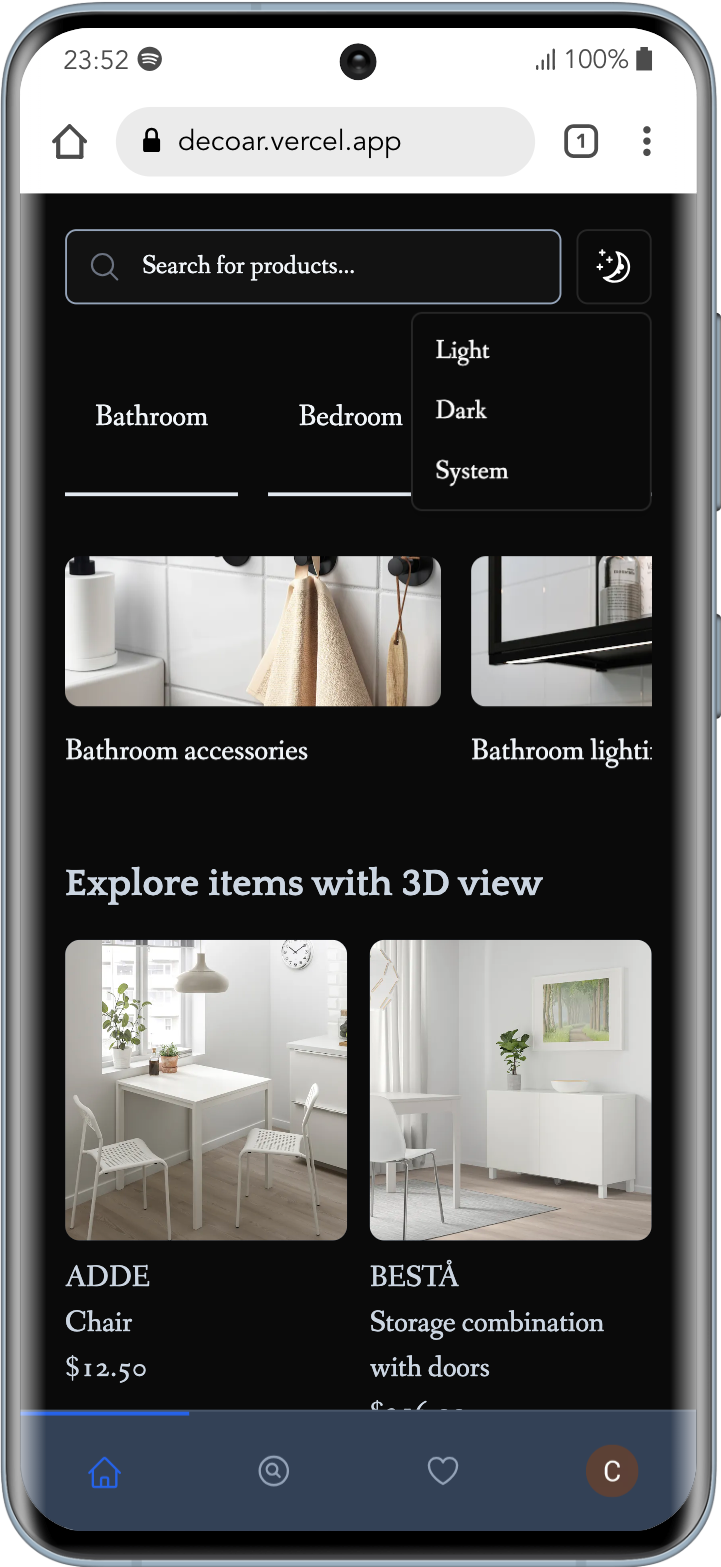 23:52
100%
decoar.vercel.app
1
Search for products...
Light
Dark
System
Bathroom
Bedroom
Bathroom accessories
Bathroom lighti
Explore items with 3D view
ADDE
Chair
$12.50
BESTÅ
Storage combination
with doors
C